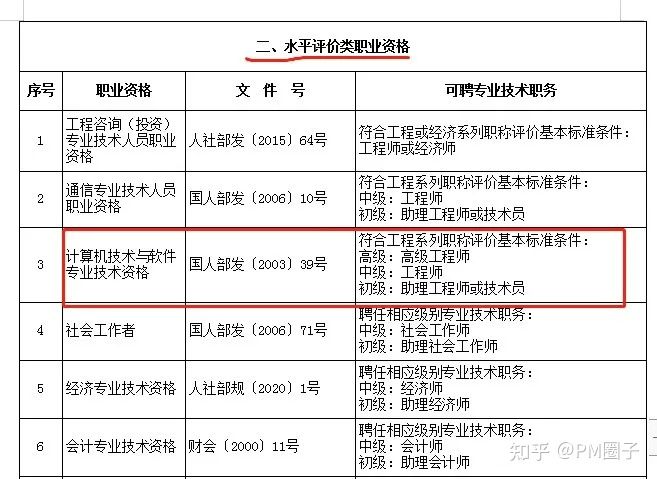 二、水平评价类职业资格
序号 职业资格 文 件 号 可聘专业技术职务
1
工程咨询（投资）
专业技术人员职业
资格
人社部发〔2015〕64号
符合工程或经济系列职称评价基本标准条件：
工程师或经济师
2
通信专业技术人员
职业资格
国人部发〔2006〕10号
符合工程系列职称评价基本标准条件：
中级：工程师
初级：助理工程师或技术员
3
计算机技术与软件
专业技术资格
国人部发〔2003〕39号
符合工程系列职称评价基本标准条件：
高级：高级工程师
中级：工程师
初级：助理工程师或技术员
4
社会工作者
国人部发〔2006〕71号
聘任相应级别专业技术职务：
中级：社会工作师
初级：助理社会工作师
5
经济专业技术资格
人社部规〔2020〕1号
聘任相应级别专业技术职务：
中级：经济师
初级：助理经济师
6
会计专业技术资格
财会〔2000〕11号
聘任相应级别专业技术职务：
中级：会计师
初级：助理会计师
知乎 @PM圈子